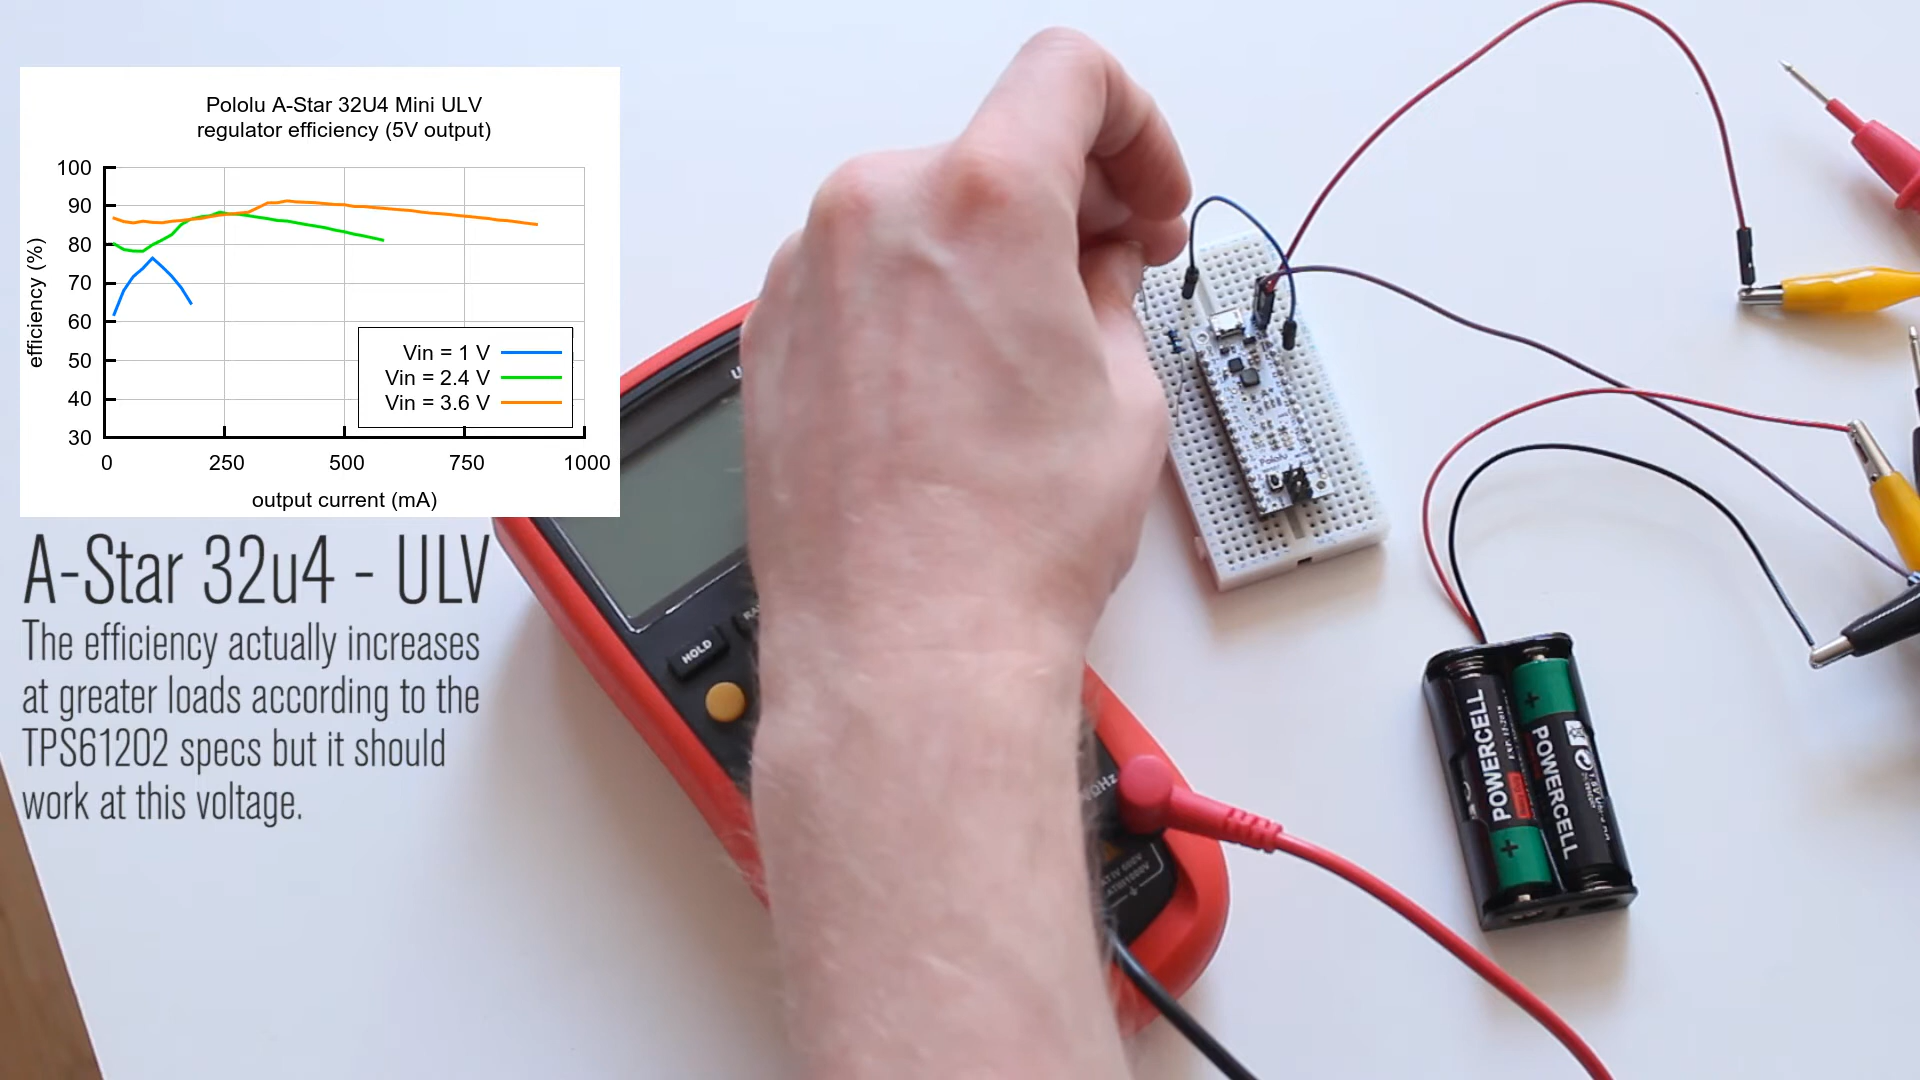 Pololu A-Star 32U4 Mini ULV
regulator efficiency (5V output)
100
90
80
70
60
50
40
30
efficiency (%)
Vin = 1 V
Vin = 2.4 V
Vin = 3.6 V
0 250 500 750 1000
output current (mA)
A-Star 32u4 - ULV
The efficiency actually increases
at greater loads according to the
TPS61202 specs but it should
work at this voltage.
HOLD
Pololu
POWERCELL
POWERCELL